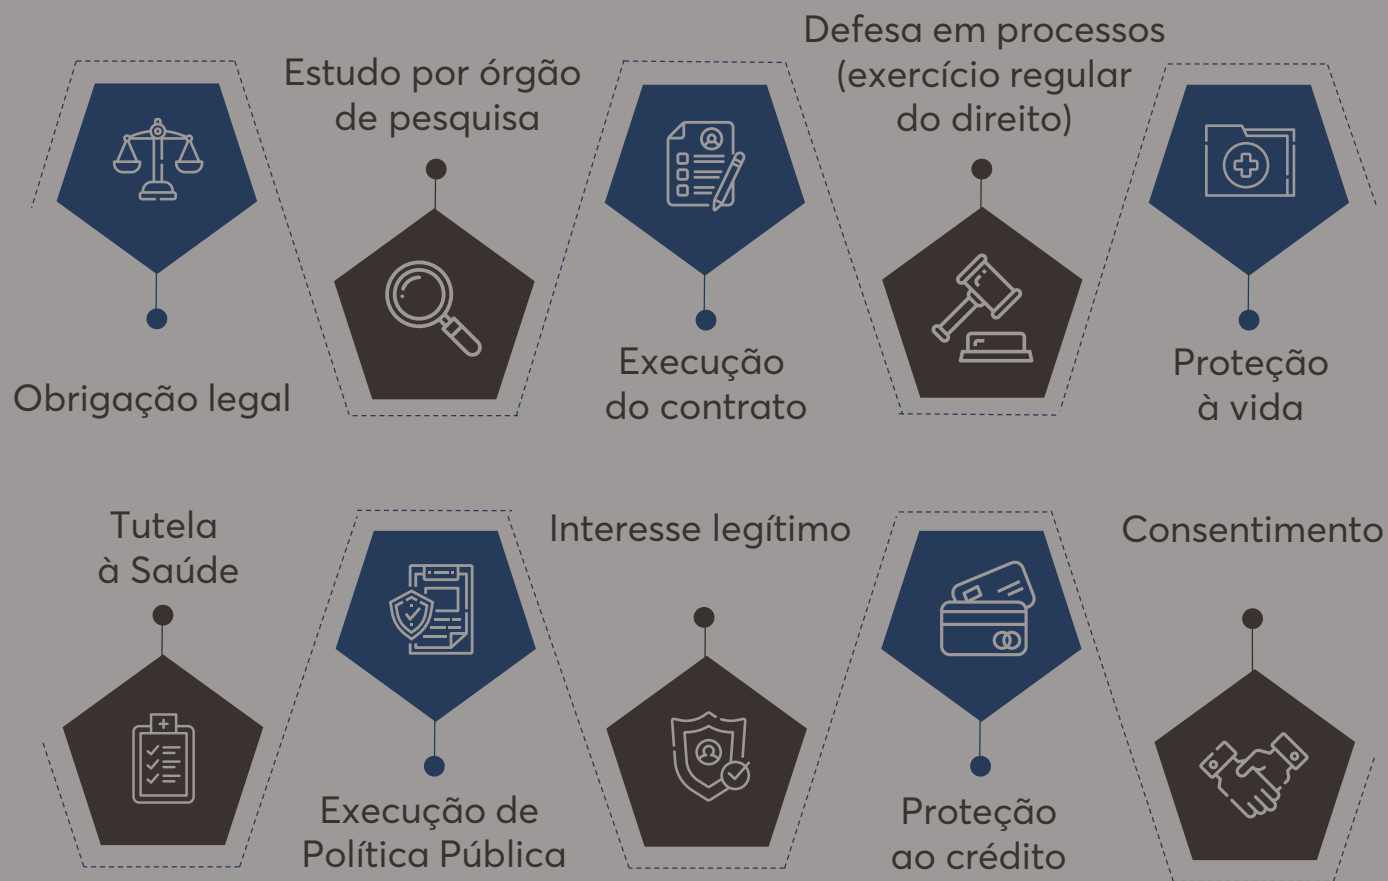 Obrigação legal
Estudo por órgão
de pesquisa
Execução
do contrato
Defesa em processos
(exercício regular
do direito)
Proteção
à vida
Tutela
à Saúde
Execução de
Política Pública
Interesse legítimo
Proteção
ao crédito
Consentimento